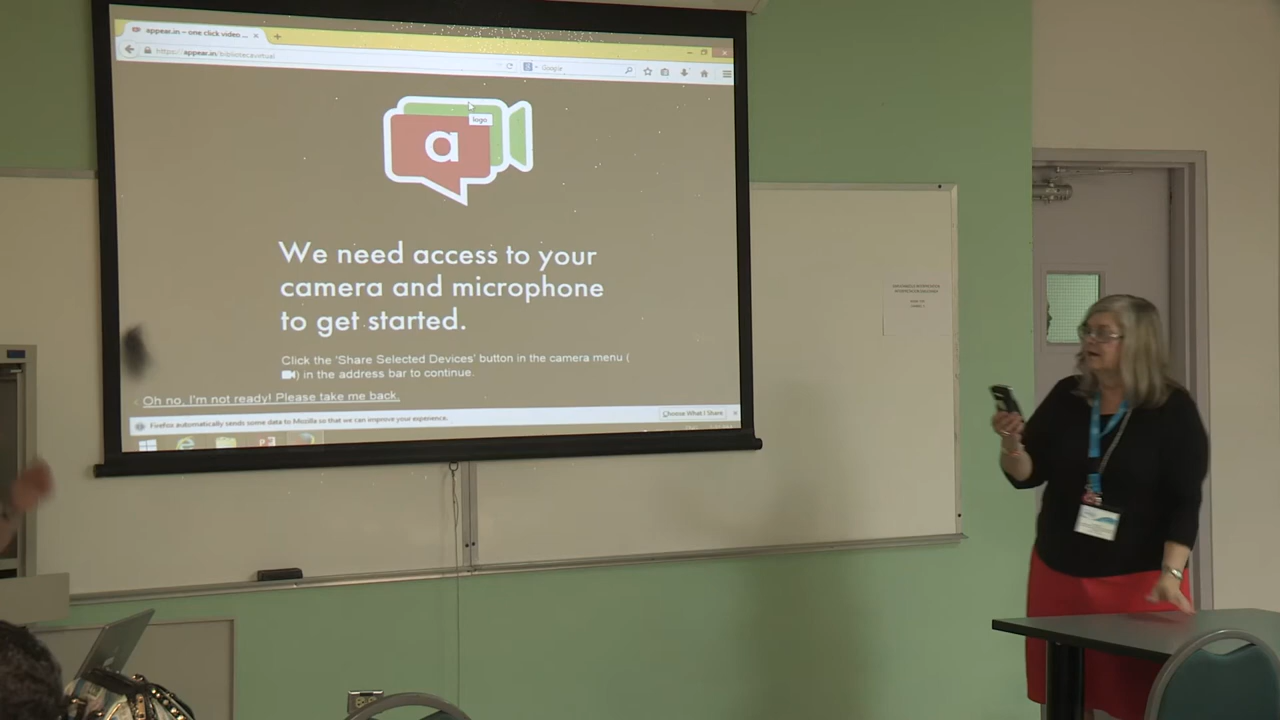 appear.in – one click video ...
https://appear.in/bibliotecavirtual
Google
logo
a
We need access to your
camera and microphone
to get started.
Click the 'Share Selected Devices' button in the camera menu (
) in the address bar to continue.
Oh no, I'm not ready! Please take me back.
Firefox automatically sends some data to Mozilla so that we can improve your experience.
Choose What I Share